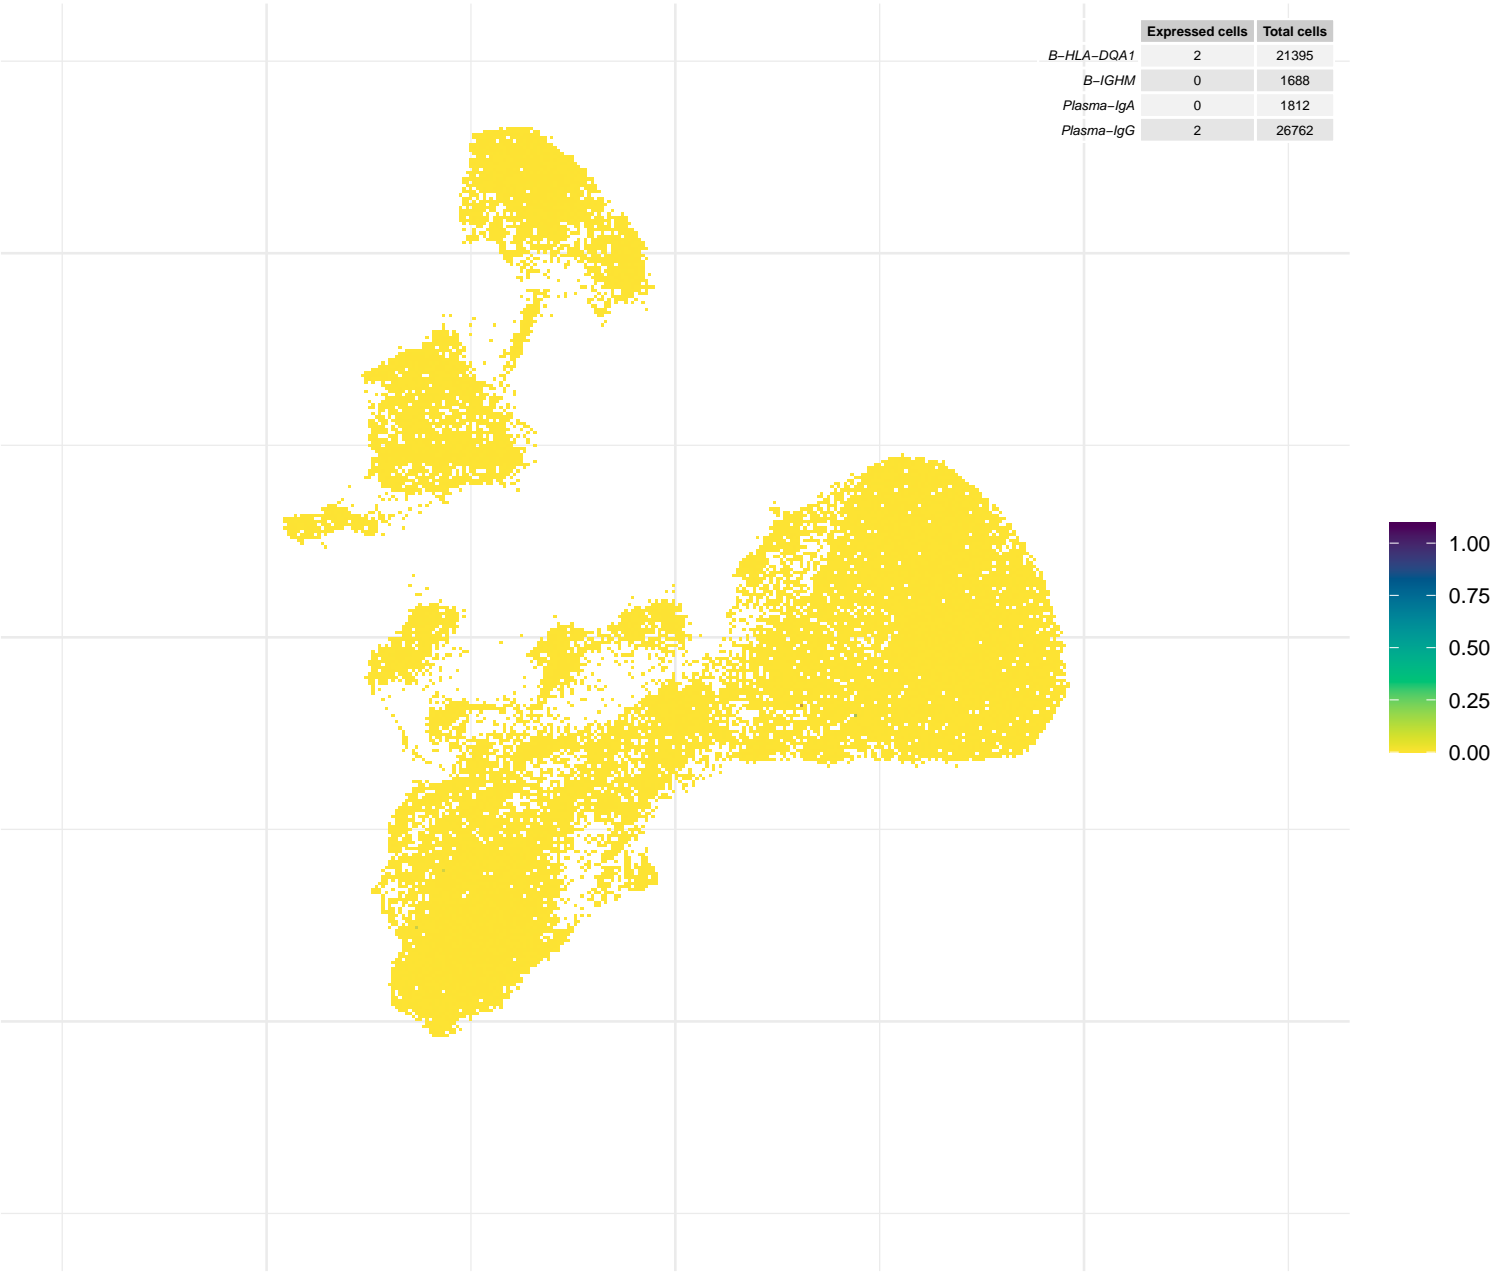 Expressed cells Total cells
B−HLA−DQA1 2 21395
B−IGHM 0 1688
Plasma−IgA 0 1812
Plasma−IgG 2 26762
1.00
0.75
0.50
0.25
0.00